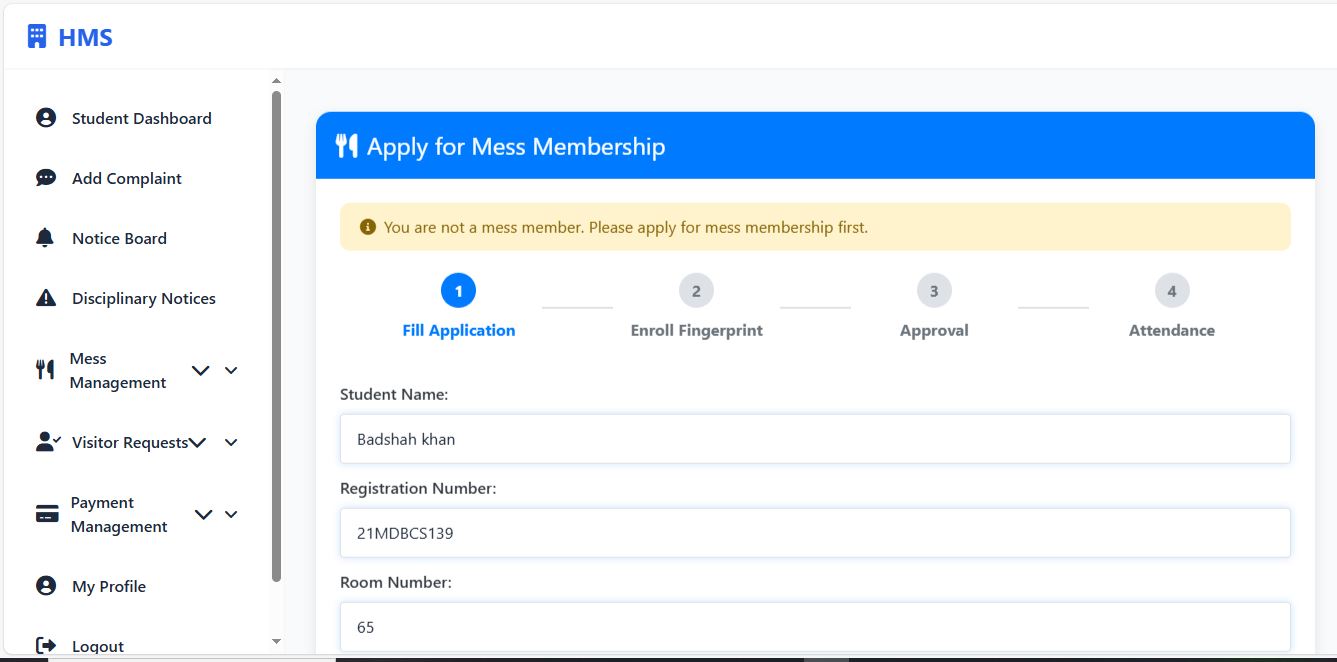 HMS
Student Dashboard
Add Complaint
Notice Board
Disciplinary Notices
Mess
Management
Visitor Requests
Payment
Management
My Profile
Logout
Apply for Mess Membership
You are not a mess member. Please apply for mess membership first.
1
2
3
4
Fill Application
Enroll Fingerprint
Approval
Attendance
Student Name:
Badshah khan
Registration Number:
21MDBCS139
Room Number:
65